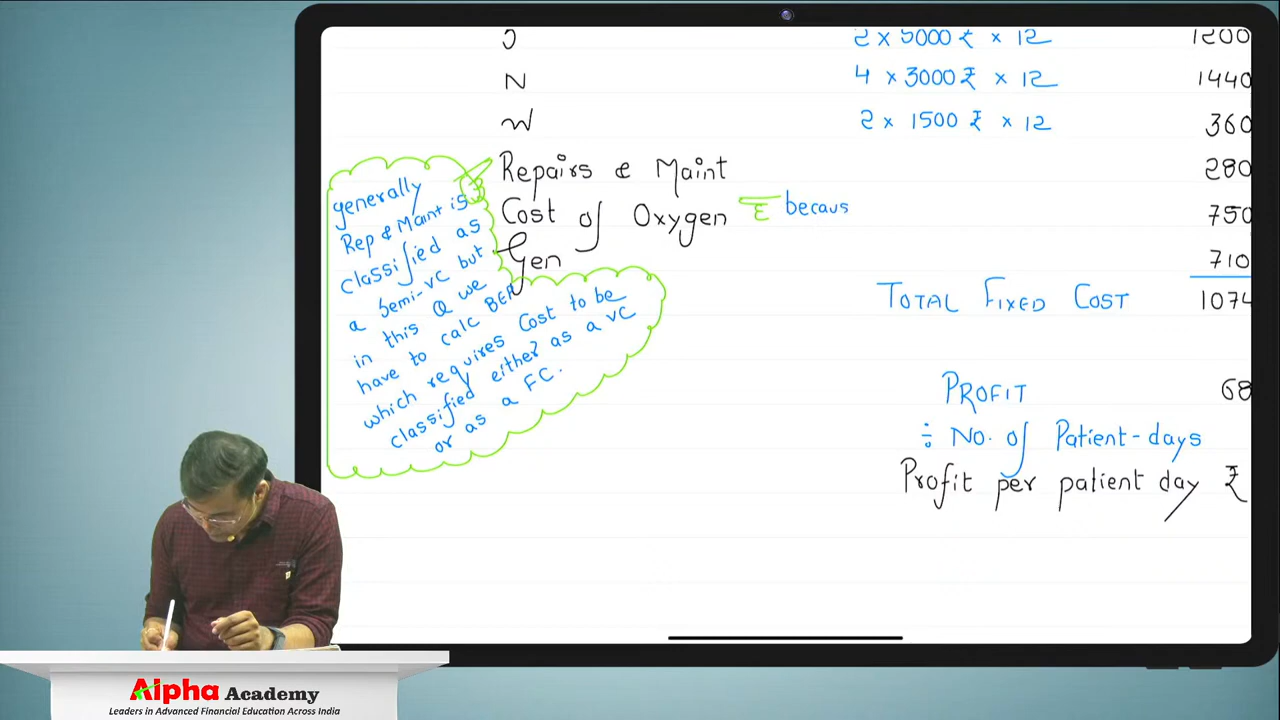 J 2 x 5000 ₹ x 12 1200
N 4 x 3000 ₹ x 12 1440
W 2 x 1500 ₹ x 12 360
Repairs & Maint 280
Cost of Oxygen becaus 750
Gen 710
TOTAL FIXED COST 1074
generally
Rep & Maint is
classified as
a Semi-VC but
in this Q we
have to calc BEP
which requires Cost to be
classified either as a VC
or as a FC.
PROFIT 68
÷ No. of Patient-days
Profit per patient day ₹
Alpha Academy
Leaders in Advanced Financial Education Across India